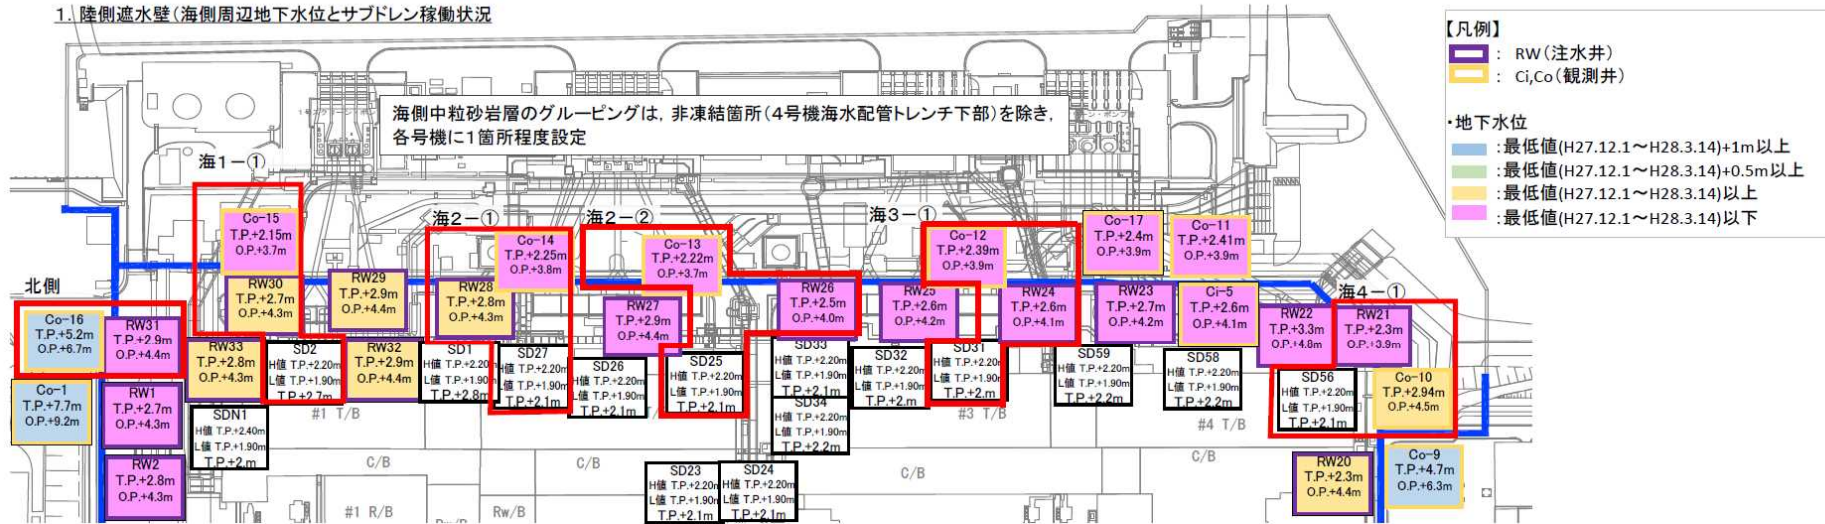 1. 陸側遮水壁(海側周辺地下水位とサブドレン稼働状況
【凡例】
: RW(注水井)
: Ci,Co(観測井)
・地下水位
:最低値(H27.12.1～H28.3.14)+1m以上
:最低値(H27.12.1～H28.3.14)+0.5m以上
:最低値(H27.12.1～H28.3.14)以上
:最低値(H27.12.1～H28.3.14)以下
海側中粒砂岩層のグルーピングは, 非凍結箇所(4号機海水配管トレンチ下部)を除き,
各号機に1箇所程度設定
海1-①
海2-①
海2-②
海3-①
海4-①
北側
Co-15
T.P.+2.15m
O.P.+3.7m
Co-14
T.P.+2.25m
O.P.+3.8m
Co-13
T.P.+2.22m
O.P.+3.7m
Co-12
T.P.+2.39m
O.P.+3.9m
Co-17
T.P.+2.4m
O.P.+3.9m
Co-11
T.P.+2.41m
O.P.+3.9m
RW30
T.P.+2.7m
O.P.+4.3m
RW29
T.P.+2.9m
O.P.+4.4m
RW28
T.P.+2.8m
O.P.+4.3m
RW27
T.P.+2.9m
O.P.+4.4m
RW26
T.P.+2.5m
O.P.+4.0m
RW25
T.P.+2.6m
O.P.+4.2m
RW24
T.P.+2.6m
O.P.+4.1m
RW23
T.P.+2.7m
O.P.+4.2m
Ci-5
T.P.+2.6m
O.P.+4.1m
RW22
T.P.+3.3m
O.P.+4.8m
RW21
T.P.+2.3m
O.P.+3.9m
Co-16
T.P.+5.2m
O.P.+6.7m
RW31
T.P.+2.9m
O.P.+4.4m
RW33
T.P.+2.8m
O.P.+4.3m
SD2
H値 T.P.+2.20m
L値 T.P.+1.90m
T.P.+2.7m
RW32
T.P.+2.9m
O.P.+4.4m
SD1
H値 T.P.+2.20
L値 T.P.+1.90m
T.P.+2.8m
SD27
H値 T.P.+2.20m
L値 T.P.+1.90m
T.P.+2.1m
SD26
H値 T.P.+2.20m
L値 T.P.+1.90m
T.P.+2.1m
SD25
H値 T.P.+2.20m
L値 T.P.+1.90m
T.P.+2.1m
SD33
H値 T.P.+2.20m
L値 T.P.+1.90m
T.P.+2.1m
SD34
H値 T.P.+2.20m
L値 T.P.+1.90m
T.P.+2.2m
SD32
H値 T.P.+2.20m
L値 T.P.+1.90m
T.P.+2.m
SD31
H値 T.P.+2.20
L値 T.P.+1.90m
T.P.+2.m
SD59
H値 T.P.+2.20m
L値 T.P.+1.90m
T.P.+2.2m
SD58
H値 T.P.+2.20m
L値 T.P.+1.90m
T.P.+2.2m
SD56
H値 T.P.+2.20m
L値 T.P.+1.90m
T.P.+2.1m
Co-10
T.P.+2.94m
O.P.+4.5m
Co-1
T.P.+7.7m
O.P.+9.2m
RW1
T.P.+2.7m
O.P.+4.3m
SDN1
H値 T.P.+2.40m
L値 T.P.+1.90m
T.P.+2.m
#1 T/B
#3 T/B
#4 T/B
RW2
T.P.+2.8m
O.P.+4.3m
C/B
C/B
C/B
SD23
H値 T.P.+2.20m
L値 T.P.+1.90m
T.P.+2.1m
SD24
H値 T.P.+2.20m
L値 T.P.+1.90m
T.P.+2.1m
RW20
T.P.+2.3m
O.P.+4.4m
Co-9
T.P.+4.7m
O.P.+6.3m
#1 R/B
Rw/B